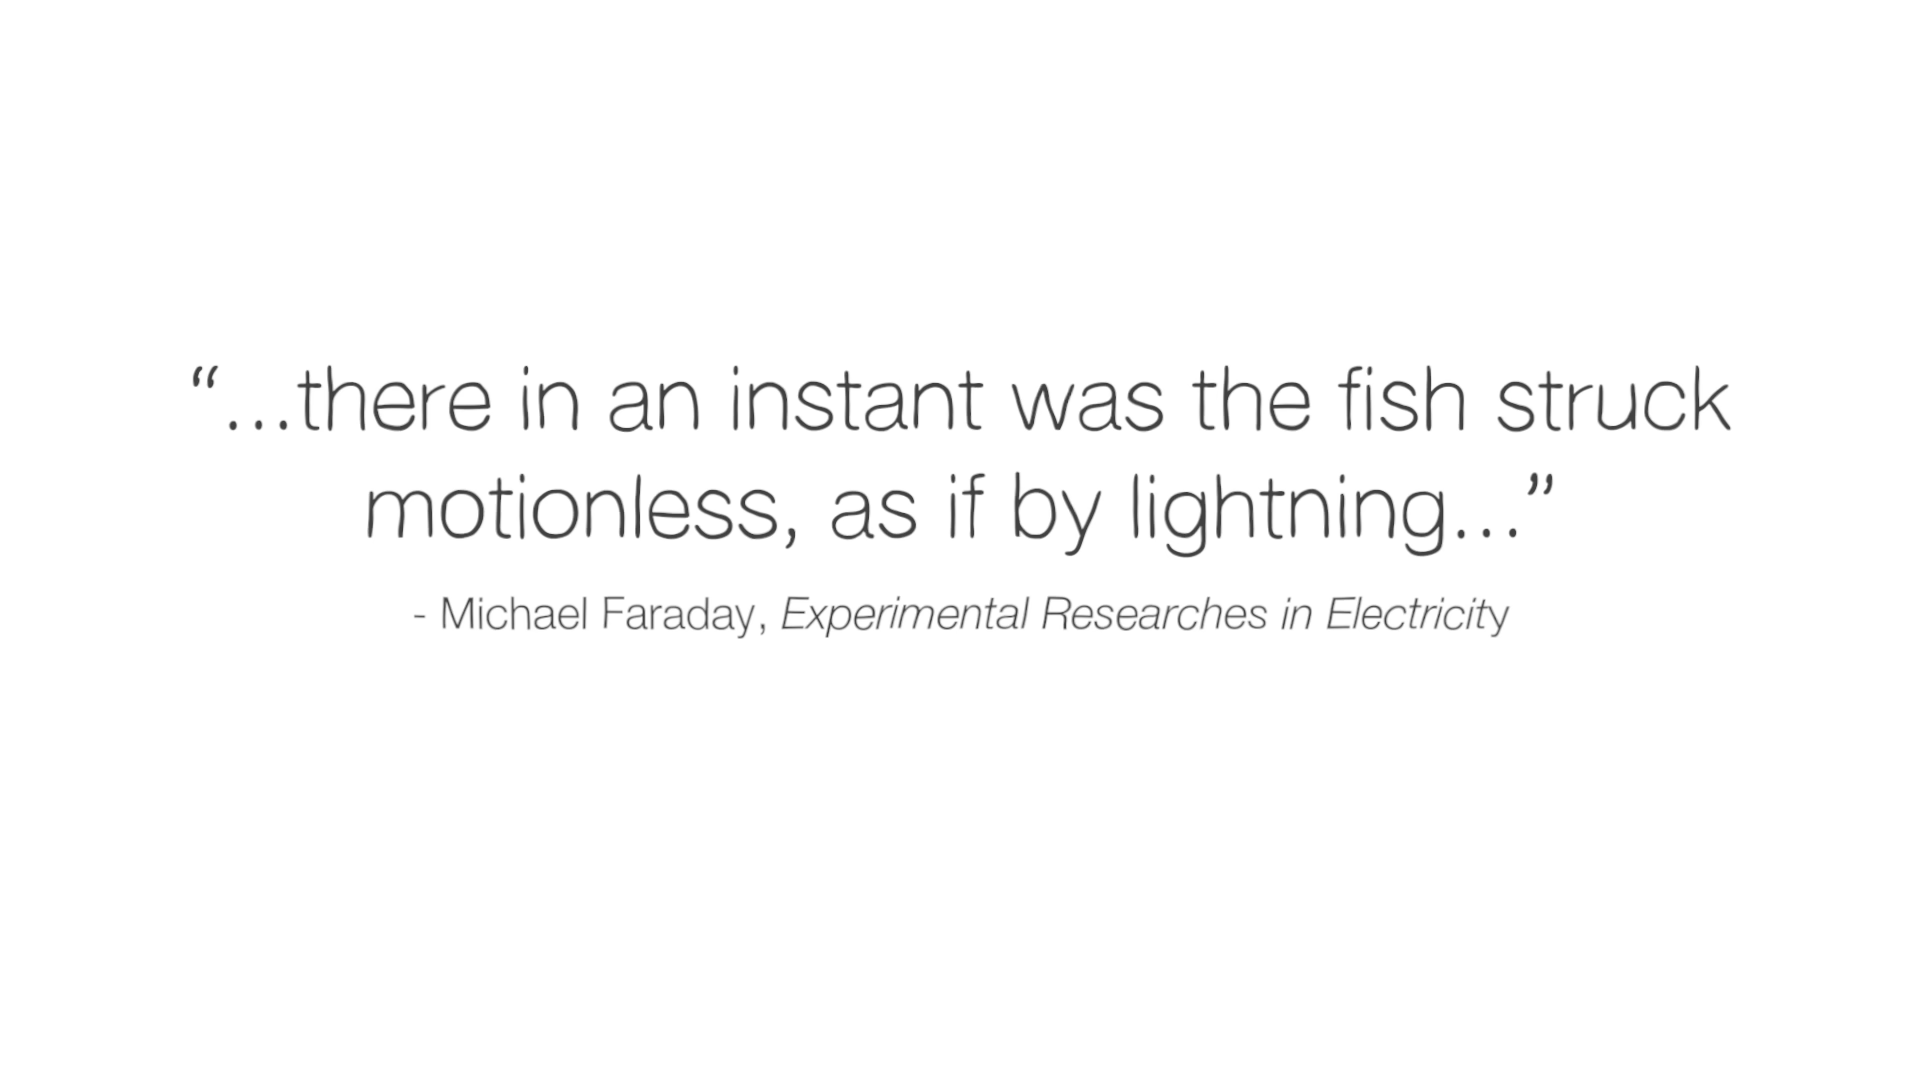 “...there in an instant was the fish struck
motionless, as if by lightning...”
- Michael Faraday, Experimental Researches in Electricity